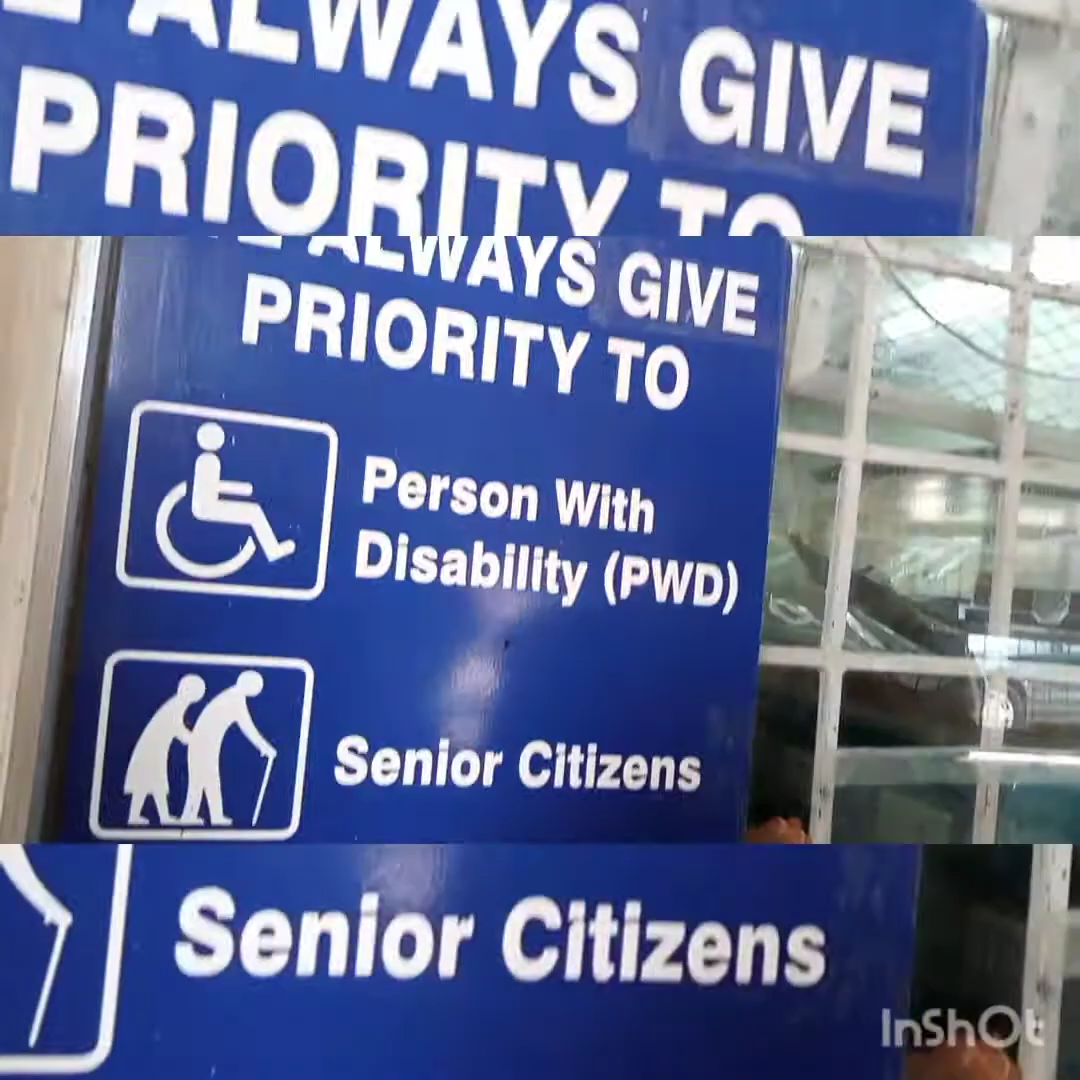 ALWAYS GIVE
PRIORITY TO
ALWAYS GIVE
PRIORITY TO
Person With
Disability (PWD)
Senior Citizens
Senior Citizens
InShOt